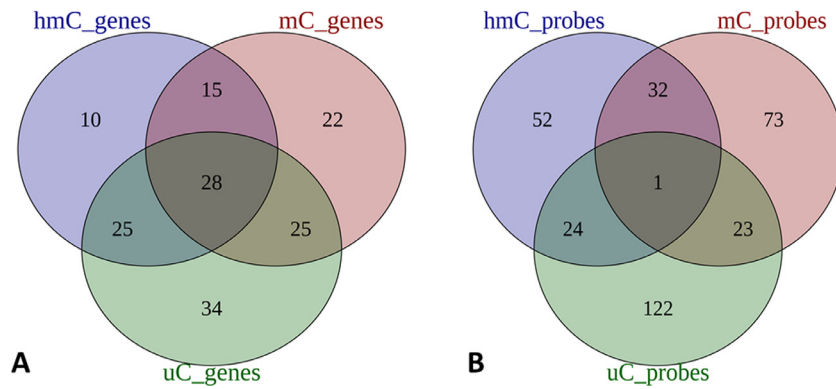 hmC_genes mC_genes
15
10 22
28
25 25
34
A
uC_genes
hmC_probes mC_probes
32
52 73
1
24 23
122
B
uC_probes